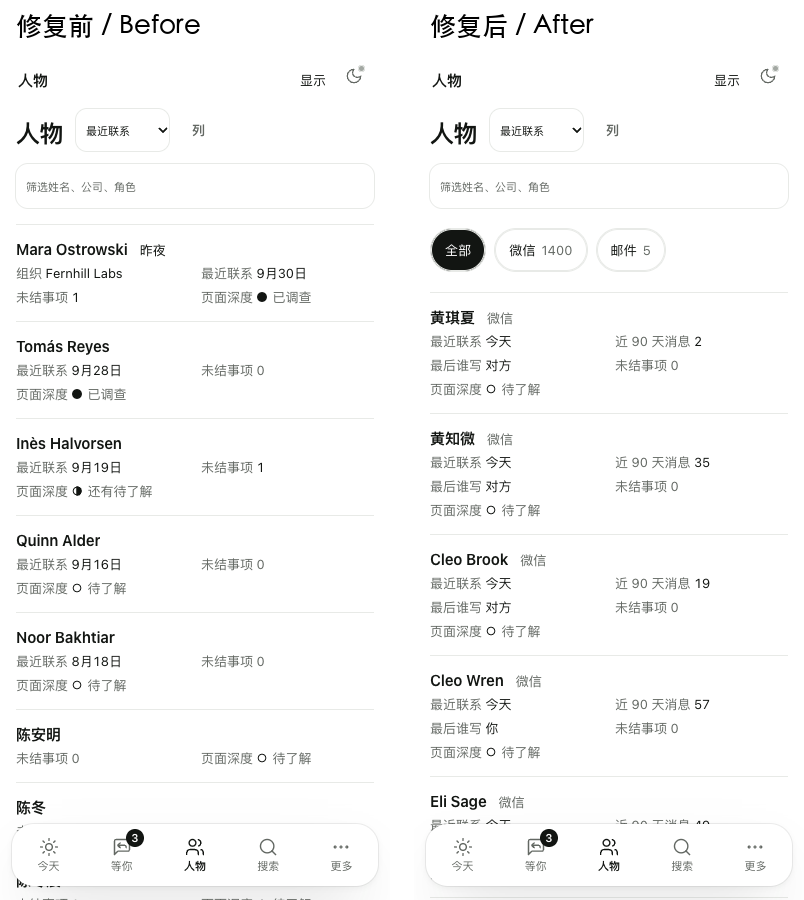 修复前 / Before
人物
显示
人物
最近联系
列
筛选姓名、公司、角色
Mara Ostrowski 昨夜
组织 Fernhill Labs 最近联系 9月30日
未结事项 1 页面深度 已调查
Tomás Reyes
最近联系 9月28日 未结事项 0
页面深度 已调查
Inès Halvorsen
最近联系 9月19日 未结事项 1
页面深度 还有待了解
Quinn Alder
最近联系 9月16日 未结事项 0
页面深度 待了解
Noor Bakhtiar
最近联系 8月18日 未结事项 0
页面深度 待了解
陈安明
未结事项 0 页面深度 待了解
陈冬
今天
3
等你
人物
搜索
更多
修复后 / After
人物
显示
人物
最近联系
列
筛选姓名、公司、角色
全部 微信 1400 邮件 5
黄琪夏 微信
最近联系 今天 近 90 天消息 2
最后谁写 对方 未结事项 0
页面深度 待了解
黄知微 微信
最近联系 今天 近 90 天消息 35
最后谁写 对方 未结事项 0
页面深度 待了解
Cleo Brook 微信
最近联系 今天 近 90 天消息 19
最后谁写 对方 未结事项 0
页面深度 待了解
Cleo Wren 微信
最近联系 今天 近 90 天消息 57
最后谁写 你 未结事项 0
页面深度 待了解
Eli Sage 微信
今天
3
等你
人物
搜索
更多